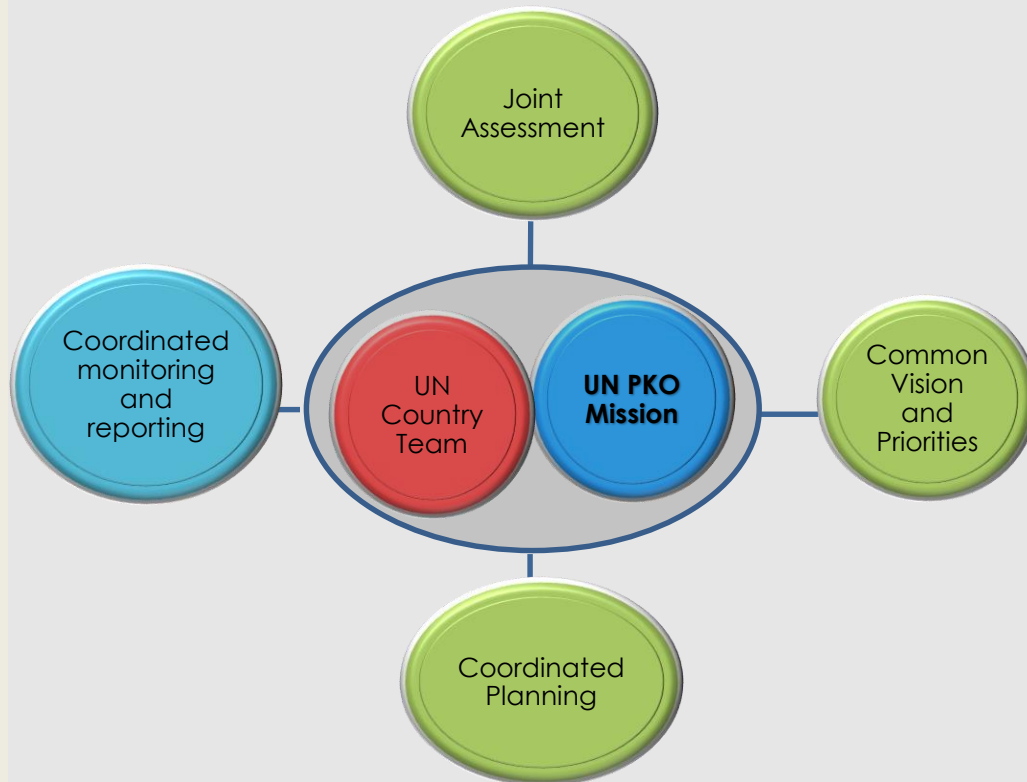 Joint
Assessment
Coordinated
monitoring
and
reporting
UN
Country
Team
UN PKO
Mission
Common
Vision
and
Priorities
Coordinated
Planning